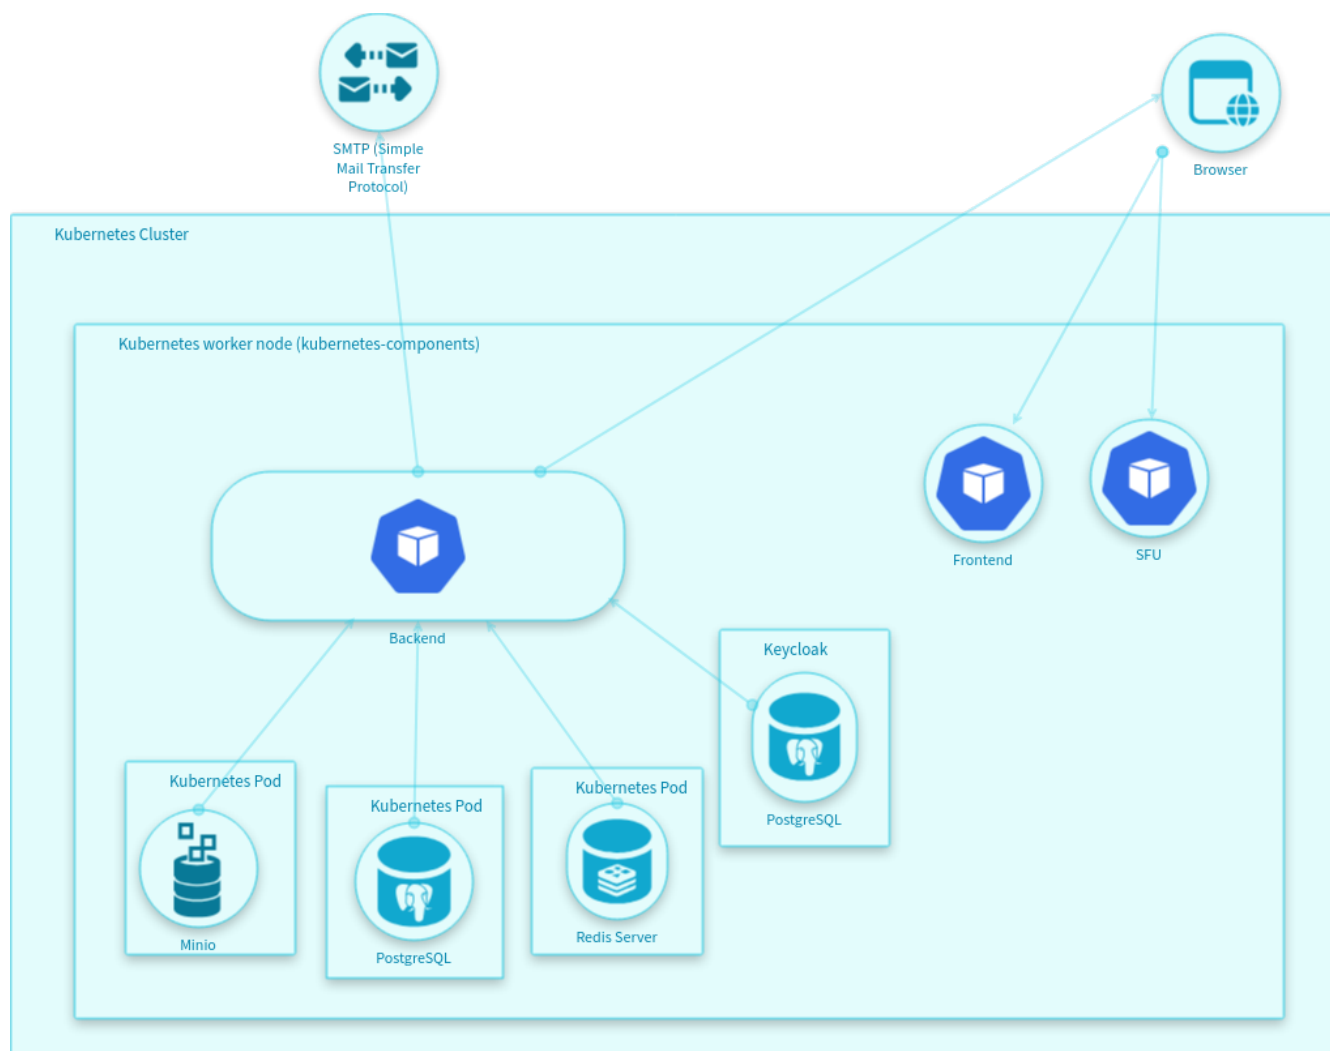 SMTP (Simple
Mail Transfer
Protocol)
Browser
Kubernetes Cluster
Kubernetes worker node (kubernetes-components)
Frontend
SFU
Backend
Keycloak
PostgreSQL
Kubernetes Pod
Minio
Kubernetes Pod
PostgreSQL
Kubernetes Pod
Redis Server